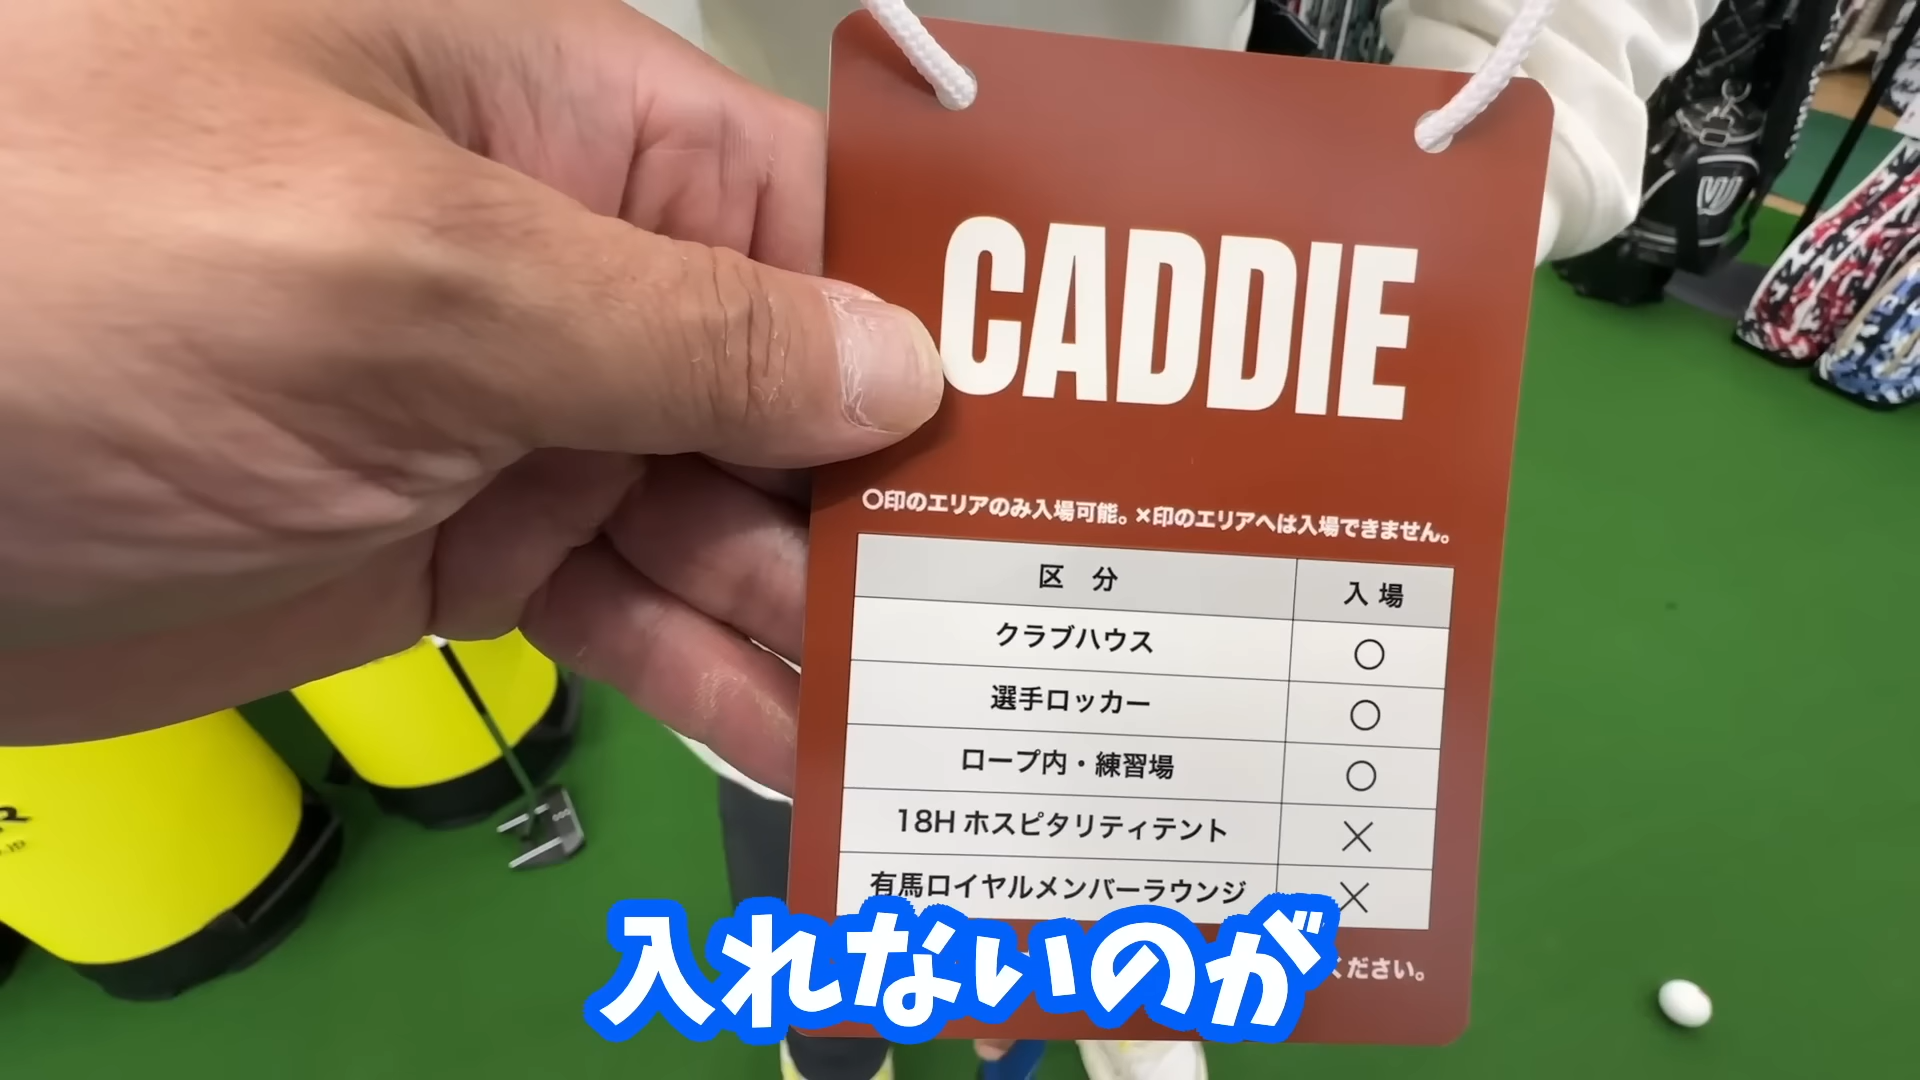 CADDIE
○印のエリアのみ入場可能。×印のエリアへは入場できません。
区 分 入 場
クラブハウス ○
選手ロッカー ○
ロープ内・練習場 ○
18H ホスピタリティテント ×
有馬ロイヤルメンバーラウンジ ×
ください。
入れないのが